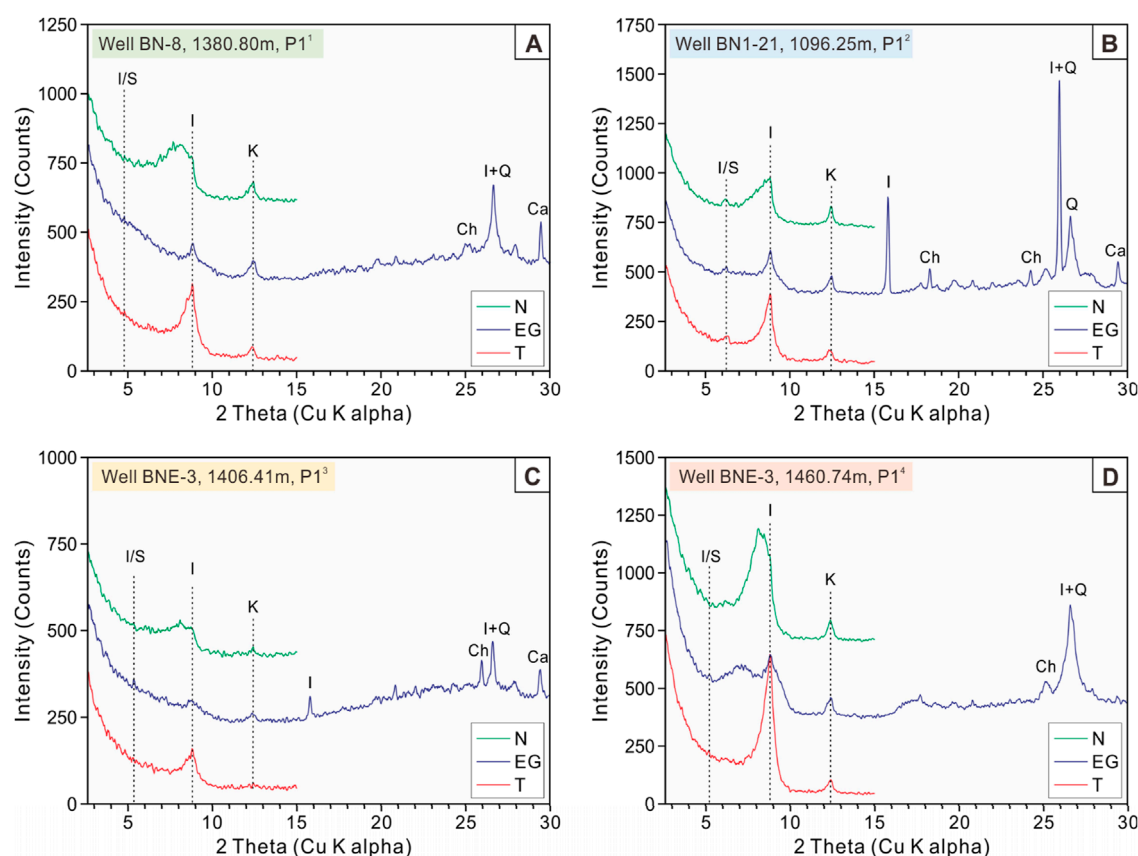 Well BN-8, 1380.80m, P1¹
A
I/S
I
K
Ch
I+Q
Ca
N
EG
T
1250
1000
750
500
250
0
5
10
15
20
25
30
Intensity (Counts)
2 Theta (Cu K alpha)
Well BN1-21, 1096.25m, P1²
B
I/S
I
K
I
Ch
Ch
I+Q
Q
Ca
N
EG
T
1750
1500
1250
1000
750
500
250
0
5
10
15
20
25
30
Intensity (Counts)
2 Theta (Cu K alpha)
Well BNE-3, 1406.41m, P1³
C
I/S
I
K
I
Ch
I+Q
Ca
N
EG
T
1000
750
500
250
0
5
10
15
20
25
30
Intensity (Counts)
2 Theta (Cu K alpha)
Well BNE-3, 1460.74m, P1⁴
D
I/S
I
K
Ch
I+Q
N
EG
T
1500
1250
1000
750
500
250
0
5
10
15
20
25
30
Intensity (Counts)
2 Theta (Cu K alpha)